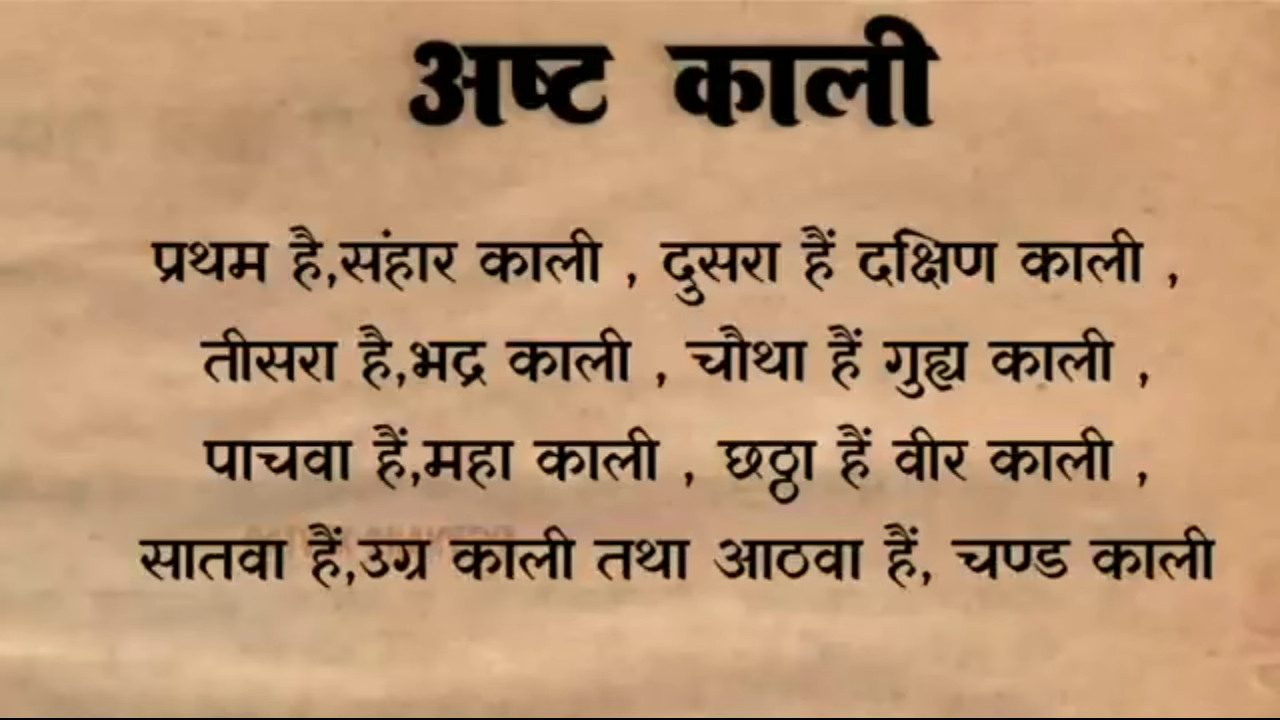 अष्ट काली
प्रथम है,संहार काली , दुसरा हैं दक्षिण काली ,
तीसरा है,भद्र काली , चौथा हैं गुह्य काली ,
पाचवा हैं,महा काली , छठ्ठा हैं वीर काली ,
सातवा हैं,उग्र काली तथा आठवा हैं, चण्ड काली